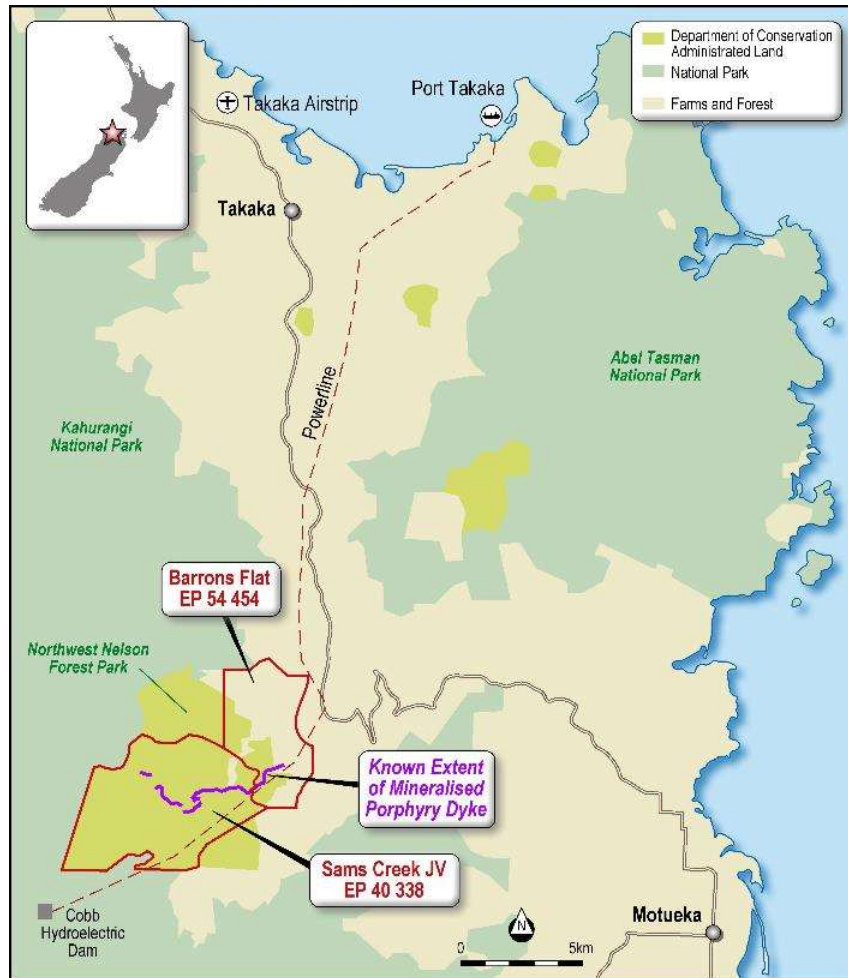 Department of Conservation
Administrated Land
National Park
Farms and Forest
Takaka Airstrip
Port Takaka
Takaka
Powerline
Abel Tasman
National Park
Kahurangi
National Park
Barrons Flat
EP 54 454
Northwest Nelson
Forest Park
Known Extent
of Mineralised
Porphyry Dyke
Sams Creek JV
EP 40 338
Cobb
Hydroelectric
Dam
N
0 5km
Motueka